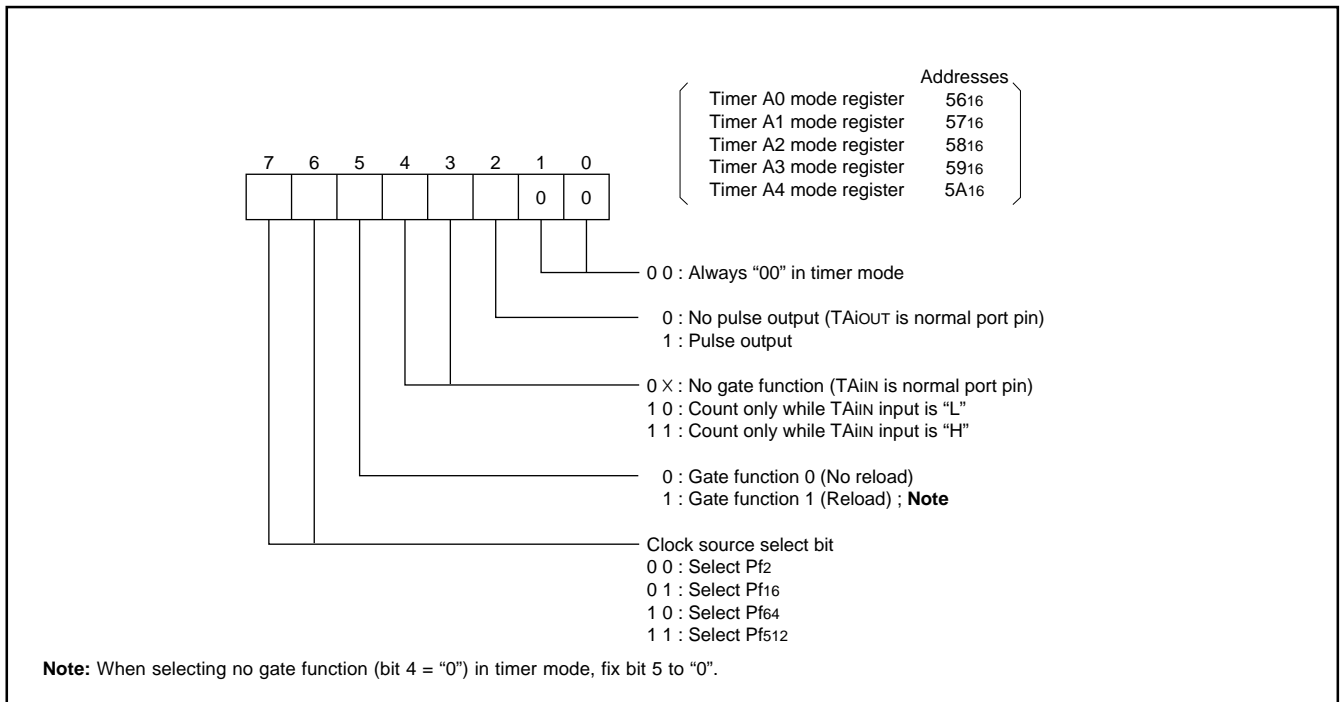 Addresses
Timer A0 mode register 5616
Timer A1 mode register 5716
Timer A2 mode register 5816
Timer A3 mode register 5916
Timer A4 mode register 5A16
7 6 5 4 3 2 1 0
0 0
0 0 : Always “00” in timer mode
0 : No pulse output (TAiOUT is normal port pin)
1 : Pulse output
0 × : No gate function (TAiIN is normal port pin)
1 0 : Count only while TAiIN input is “L”
1 1 : Count only while TAiIN input is “H”
0 : Gate function 0 (No reload)
1 : Gate function 1 (Reload) ; Note
Clock source select bit
0 0 : Select Pf2
0 1 : Select Pf16
1 0 : Select Pf64
1 1 : Select Pf512
Note: When selecting no gate function (bit 4 = “0”) in timer mode, fix bit 5 to “0”.